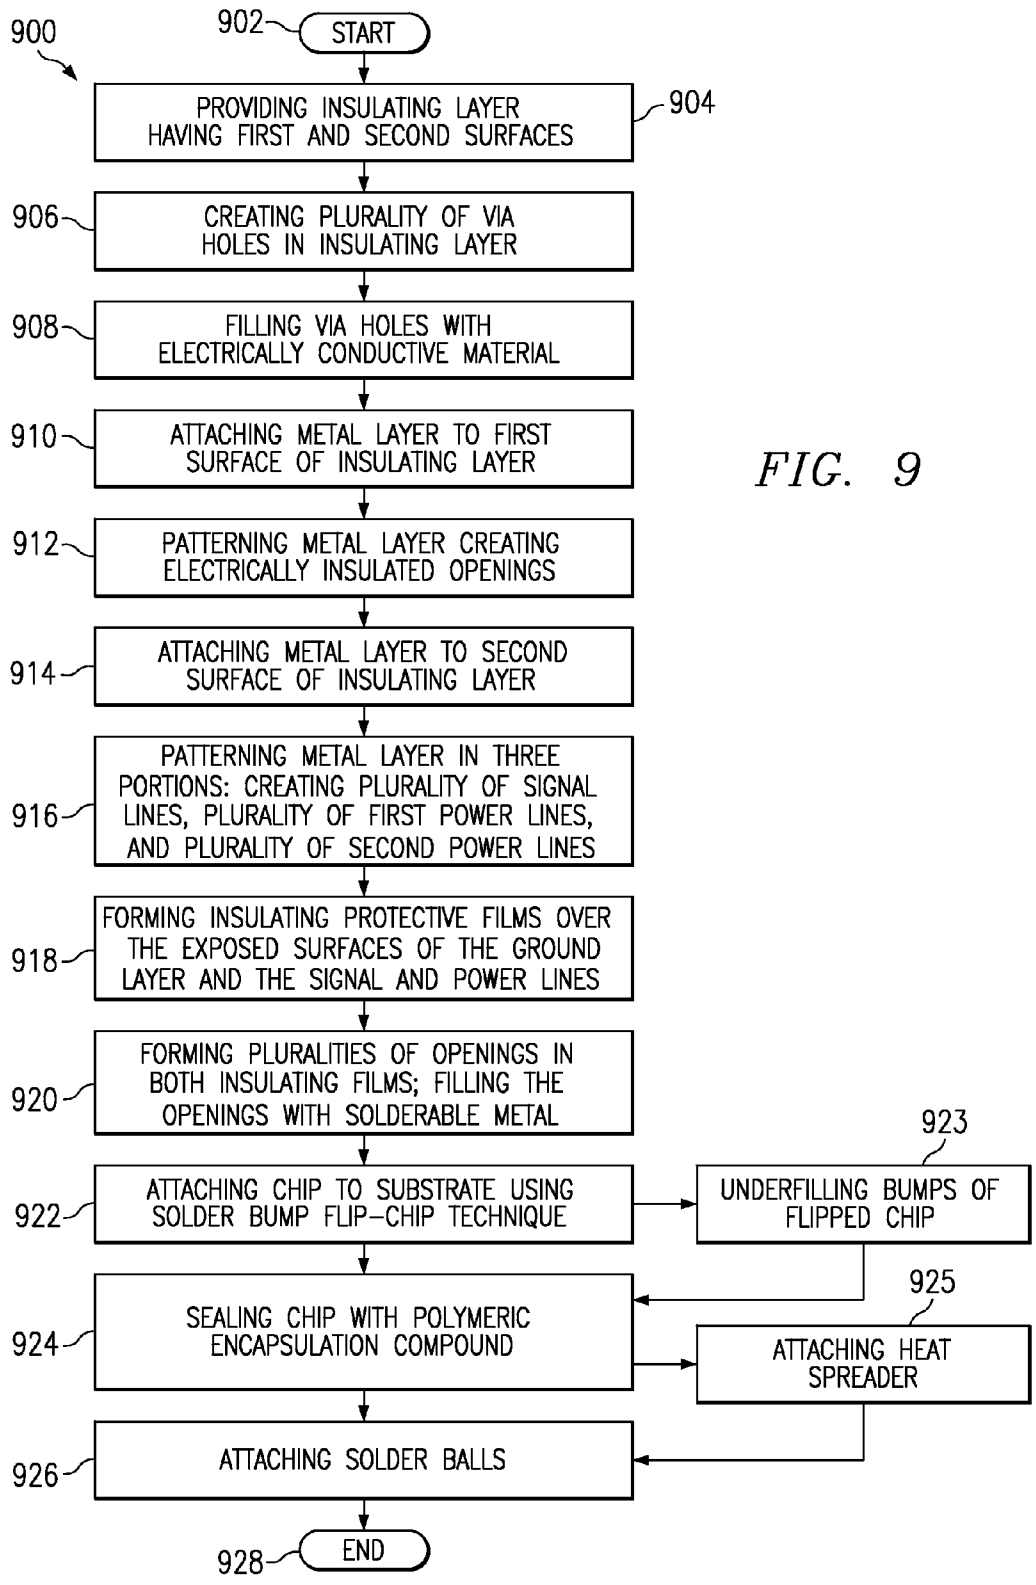 900
902
START
PROVIDING INSULATING LAYER
HAVING FIRST AND SECOND SURFACES
904
906
CREATING PLURALITY OF VIA
HOLES IN INSULATING LAYER
908
FILLING VIA HOLES WITH
ELECTRICALLY CONDUCTIVE MATERIAL
910
ATTACHING METAL LAYER TO FIRST
SURFACE OF INSULATING LAYER
FIG. 9
912
PATTERNING METAL LAYER CREATING
ELECTRICALLY INSULATED OPENINGS
914
ATTACHING METAL LAYER TO SECOND
SURFACE OF INSULATING LAYER
916
PATTERNING METAL LAYER IN THREE
PORTIONS: CREATING PLURALITY OF SIGNAL
LINES, PLURALITY OF FIRST POWER LINES,
AND PLURALITY OF SECOND POWER LINES
918
FORMING INSULATING PROTECTIVE FILMS OVER
THE EXPOSED SURFACES OF THE GROUND
LAYER AND THE SIGNAL AND POWER LINES
920
FORMING PLURALITIES OF OPENINGS IN
BOTH INSULATING FILMS; FILLING THE
OPENINGS WITH SOLDERABLE METAL
922
ATTACHING CHIP TO SUBSTRATE USING
SOLDER BUMP FLIP-CHIP TECHNIQUE
923
UNDERFILLING BUMPS OF
FLIPPED CHIP
924
SEALING CHIP WITH POLYMERIC
ENCAPSULATION COMPOUND
925
ATTACHING HEAT
SPREADER
926
ATTACHING SOLDER BALLS
928
END